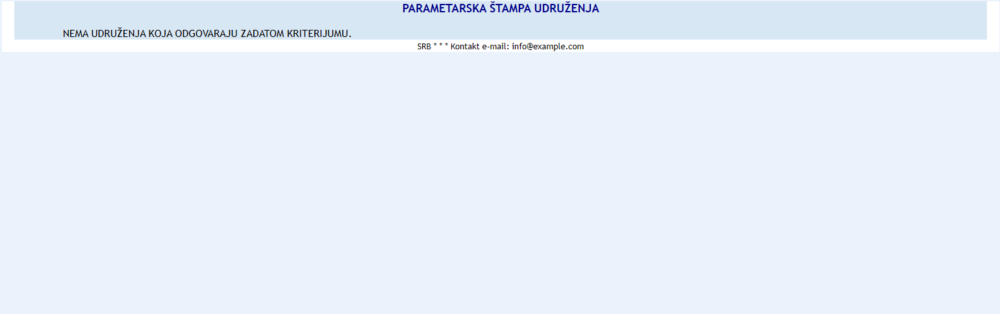 PARAMETARSKA ŠTAMPA UDRUŽENJA
NEMA UDRUŽENJA KOJA ODGOVARAJU ZADATOM KRITERIJUMU.
SRB * * * Kontakt e-mail: info@example.com